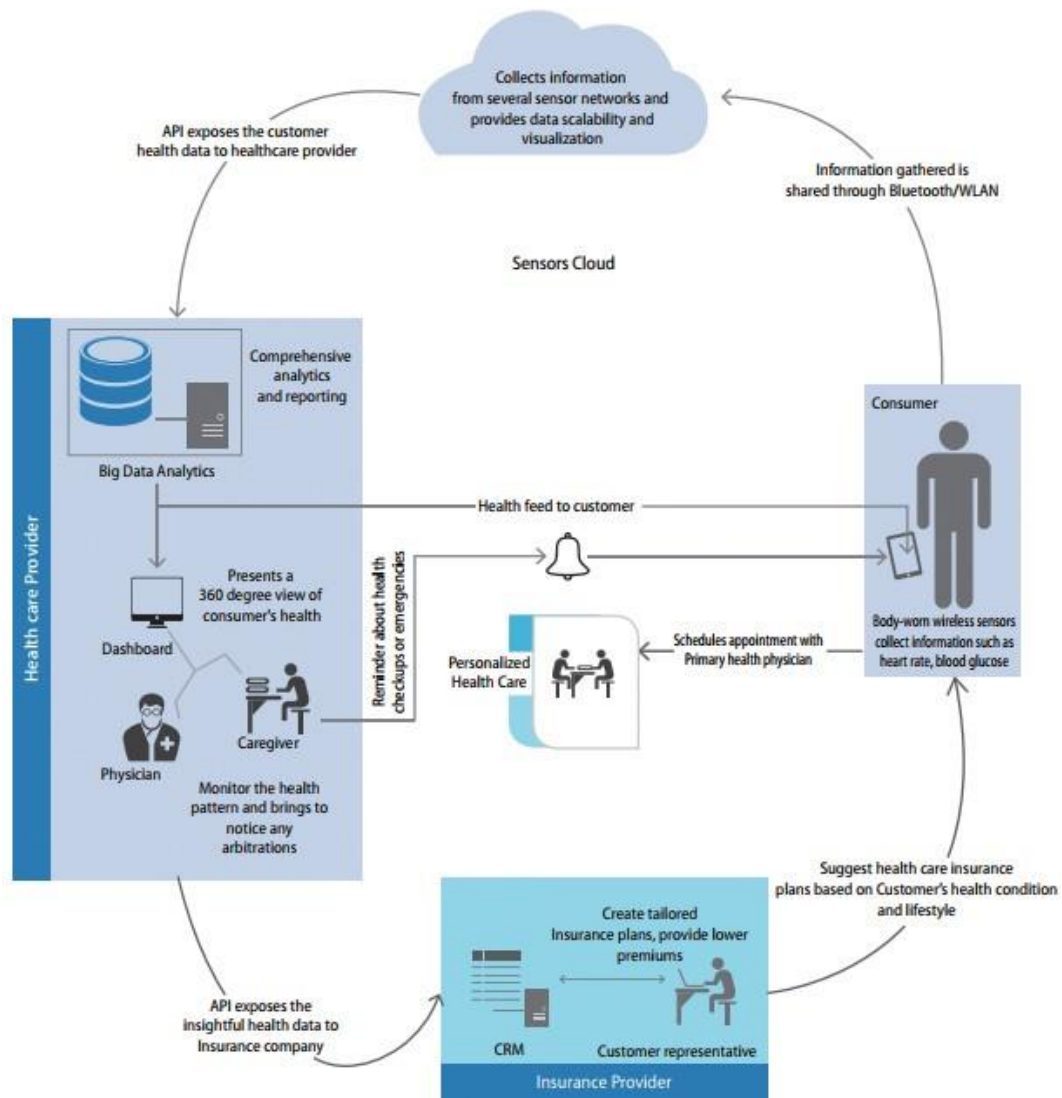 Collects information
from several sensor networks and
provides data scalability and
visualization
API exposes the customer
health data to healthcare provider
Information gathered is
shared through Bluetooth/WLAN
Sensors Cloud
Health care Provider
Comprehensive
analytics
and reporting
Big Data Analytics
Consumer
Health feed to customer
Presents a
360 degree view of
consumer's health
Dashboard
Reminder about health
checkups or emergencies
Body-worn wireless sensors
collect information such as
heart rate, blood glucose
Schedules appointment with
Primary health physician
Personalized
Health Care
Caregiver
Physician
Monitor the health
pattern and brings to
notice any
arbitrations
Suggest health care insurance
plans based on Customer's health condition
and lifestyle
Create tailored
Insurance plans, provide lower
premiums
API exposes the
insightful health data to
Insurance company
CRM
Customer representative
Insurance Provider